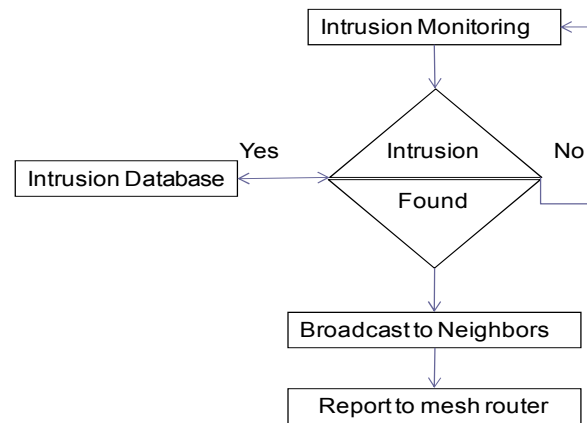 Intrusion Monitoring
Yes
No
Intrusion
Intrusion Database
Found
Broadcast to Neighbors
Report to mesh router